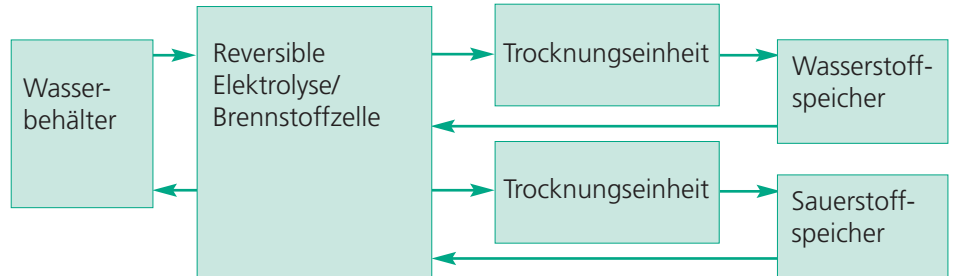 Wasser-
behälter
Reversible
Elektrolyse/
Brennstoffzelle
Trocknungseinheit
Wasserstoff-
speicher
Trocknungseinheit
Sauerstoff-
speicher